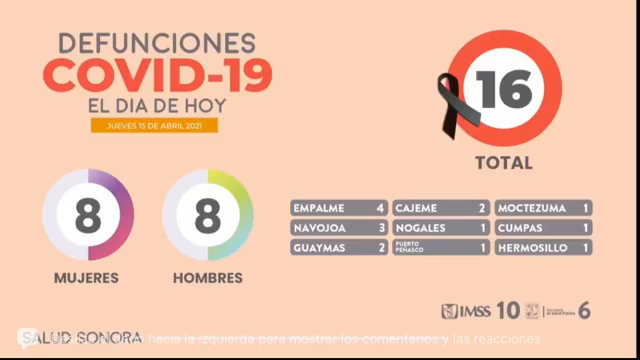 DEFUNCIONES
COVID-19
EL DIA DE HOY
JUEVES 15 DE ABRIL 2021
16
TOTAL
8
MUJERES
8
HOMBRES
EMPALME 4
CAJEME 2
MOCTEZUMA 1
NAVOJOA 3
NOGALES 1
CUMPAS 1
GUAYMAS 2
PUERTO PEÑASCO 1
HERMOSILLO 1
IMSS 10
6
SALUD SONORA
hacia la izquierda para mostrar los comentarios y las reacciones